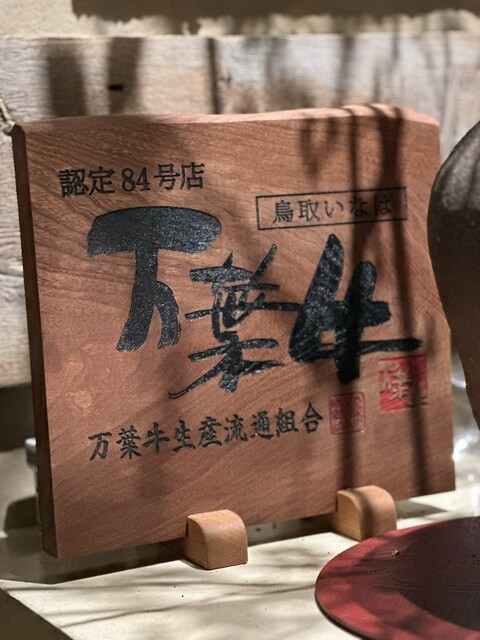 認定84号店
鳥取いなば
万葉牛
万葉牛生産流通組合